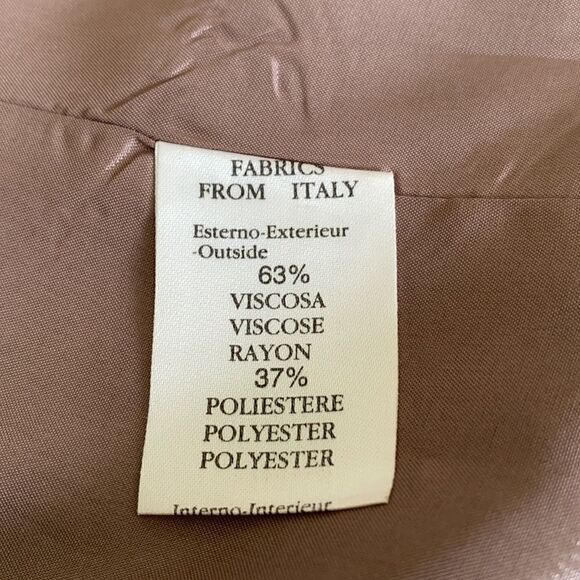 FABRICS
FROM ITALY
Esterno-Exterieur
-Outside
63%
VISCOSA
VISCOSE
RAYON
37%
POLIESTERE
POLYESTER
POLYESTER
Interno-Interieur